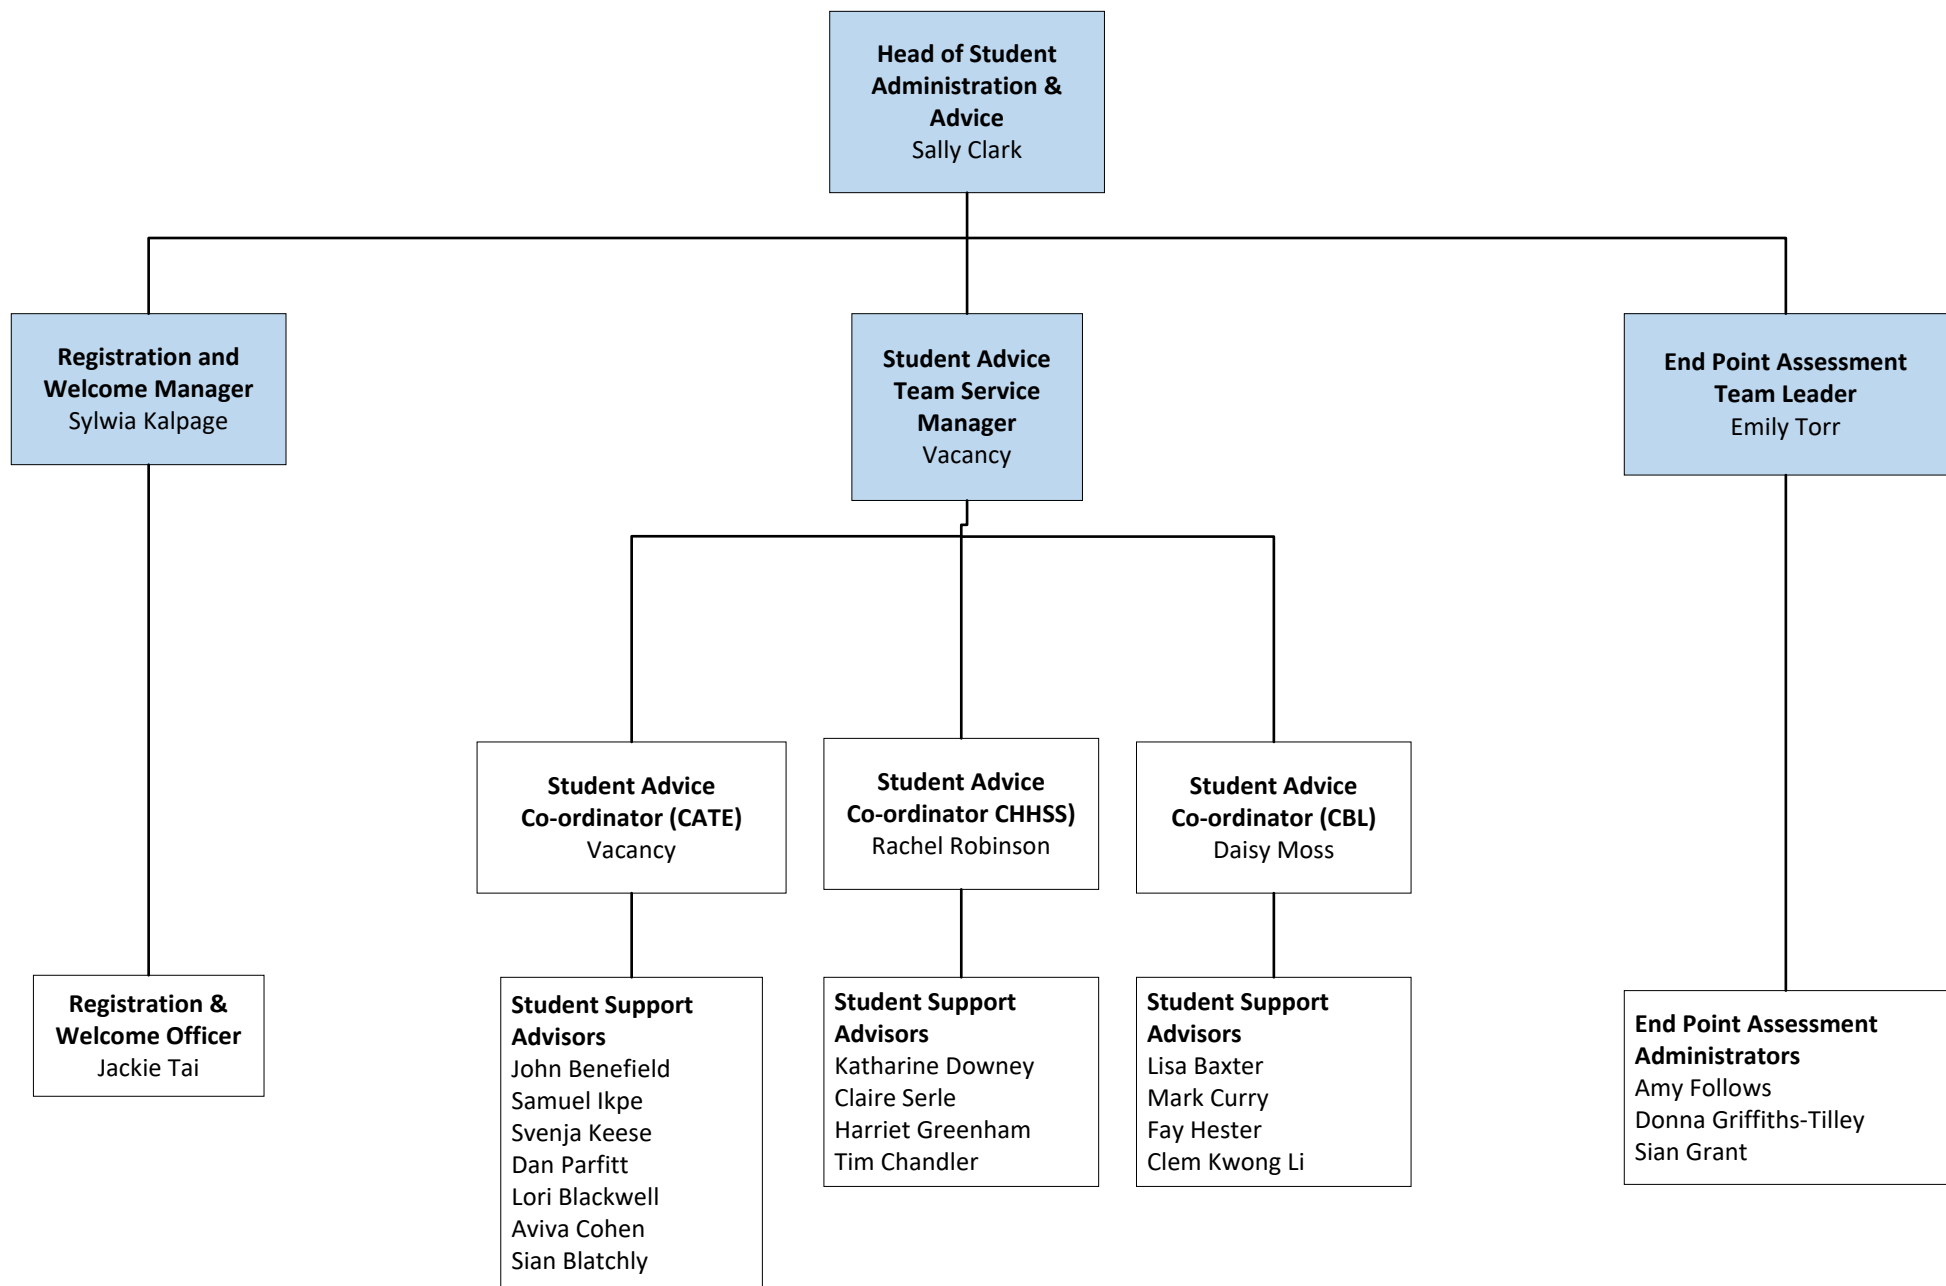 Head of Student
Administration &
Advice
Sally Clark
Registration and
Welcome Manager
Sylwia Kalpage
Student Advice
Team Service
Manager
Vacancy
End Point Assessment
Team Leader
Emily Torr
Student Advice
Co-ordinator (CATE)
Vacancy
Student Advice
Co-ordinator CHHSS)
Rachel Robinson
Student Advice
Co-ordinator (CBL)
Daisy Moss
Registration &
Welcome Officer
Jackie Tai
Student Support
Advisors
John Benefield
Samuel Ikpe
Svenja Keese
Dan Parfitt
Lori Blackwell
Aviva Cohen
Sian Blatchly
Student Support
Advisors
Katharine Downey
Claire Serle
Harriet Greenham
Tim Chandler
Student Support
Advisors
Lisa Baxter
Mark Curry
Fay Hester
Clem Kwong Li
End Point Assessment
Administrators
Amy Follows
Donna Griffiths-Tilley
Sian Grant